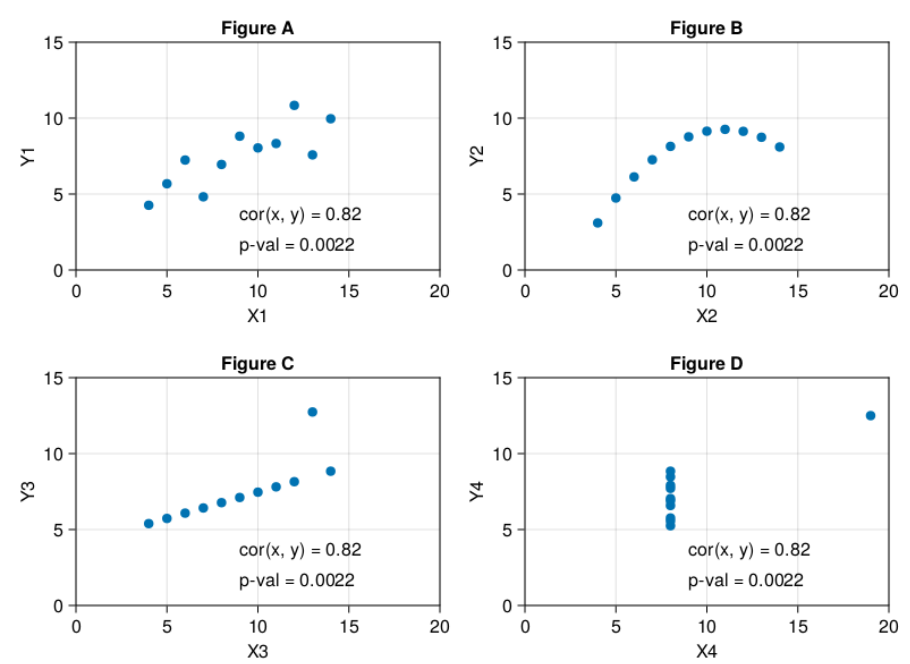 Figure A
15
10
5
0
Y1
cor(x, y) = 0.82
p-val = 0.0022
0 5 10 15 20
X1
Figure B
15
10
5
0
Y2
cor(x, y) = 0.82
p-val = 0.0022
0 5 10 15 20
X2
Figure C
15
10
5
0
Y3
cor(x, y) = 0.82
p-val = 0.0022
0 5 10 15 20
X3
Figure D
15
10
5
0
Y4
cor(x, y) = 0.82
p-val = 0.0022
0 5 10 15 20
X4